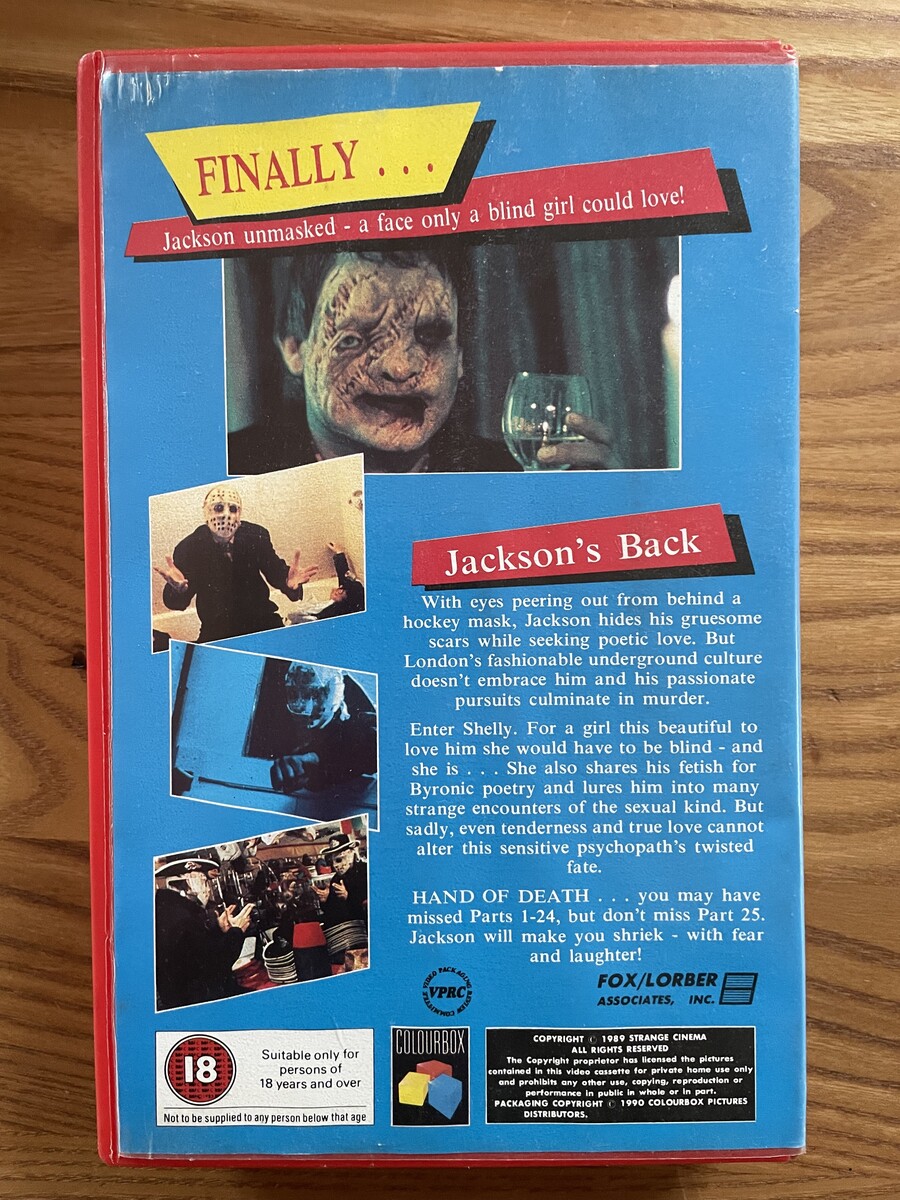 FINALLY . . .
Jackson unmasked - a face only a blind girl could love!
Jackson's Back
With eyes peering out from behind a
hockey mask, Jackson hides his gruesome
scars while seeking poetic love. But
London's fashionable underground culture
doesn't embrace him and his passionate
pursuits culminate in murder.
Enter Shelly. For a girl this beautiful to
love him she would have to be blind - and
she is . . . She also shares his fetish for
Byronic poetry and lures him into many
strange encounters of the sexual kind. But
sadly, even tenderness and true love cannot
alter this sensitive psychopath's twisted
fate.
HAND OF DEATH . . . you may have
missed Parts 1-24, but don't miss Part 25.
Jackson will make you shriek - with fear
and laughter!
VIDEO PACKAGING REVIEW COMMITTEE
VPRC
FOX/LORBER
ASSOCIATES, INC.
18
Suitable only for
persons of
18 years and over
Not to be supplied to any person below that age
COLOURBOX
COPYRIGHT © 1989 STRANGE CINEMA
ALL RIGHTS RESERVED
The Copyright proprietor has licensed the pictures
contained in this video cassette for private home use only
and prohibits any other use, copying, reproduction or
performance in public in whole or in part.
PACKAGING COPYRIGHT © 1990 COLOURBOX PICTURES
DISTRIBUTORS.